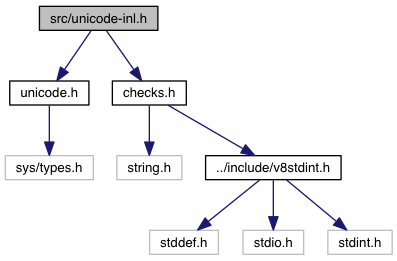 src/unicode-inl.h
unicode.h
checks.h
sys/types.h
string.h
../include/v8stdint.h
stddef.h
stdio.h
stdint.h